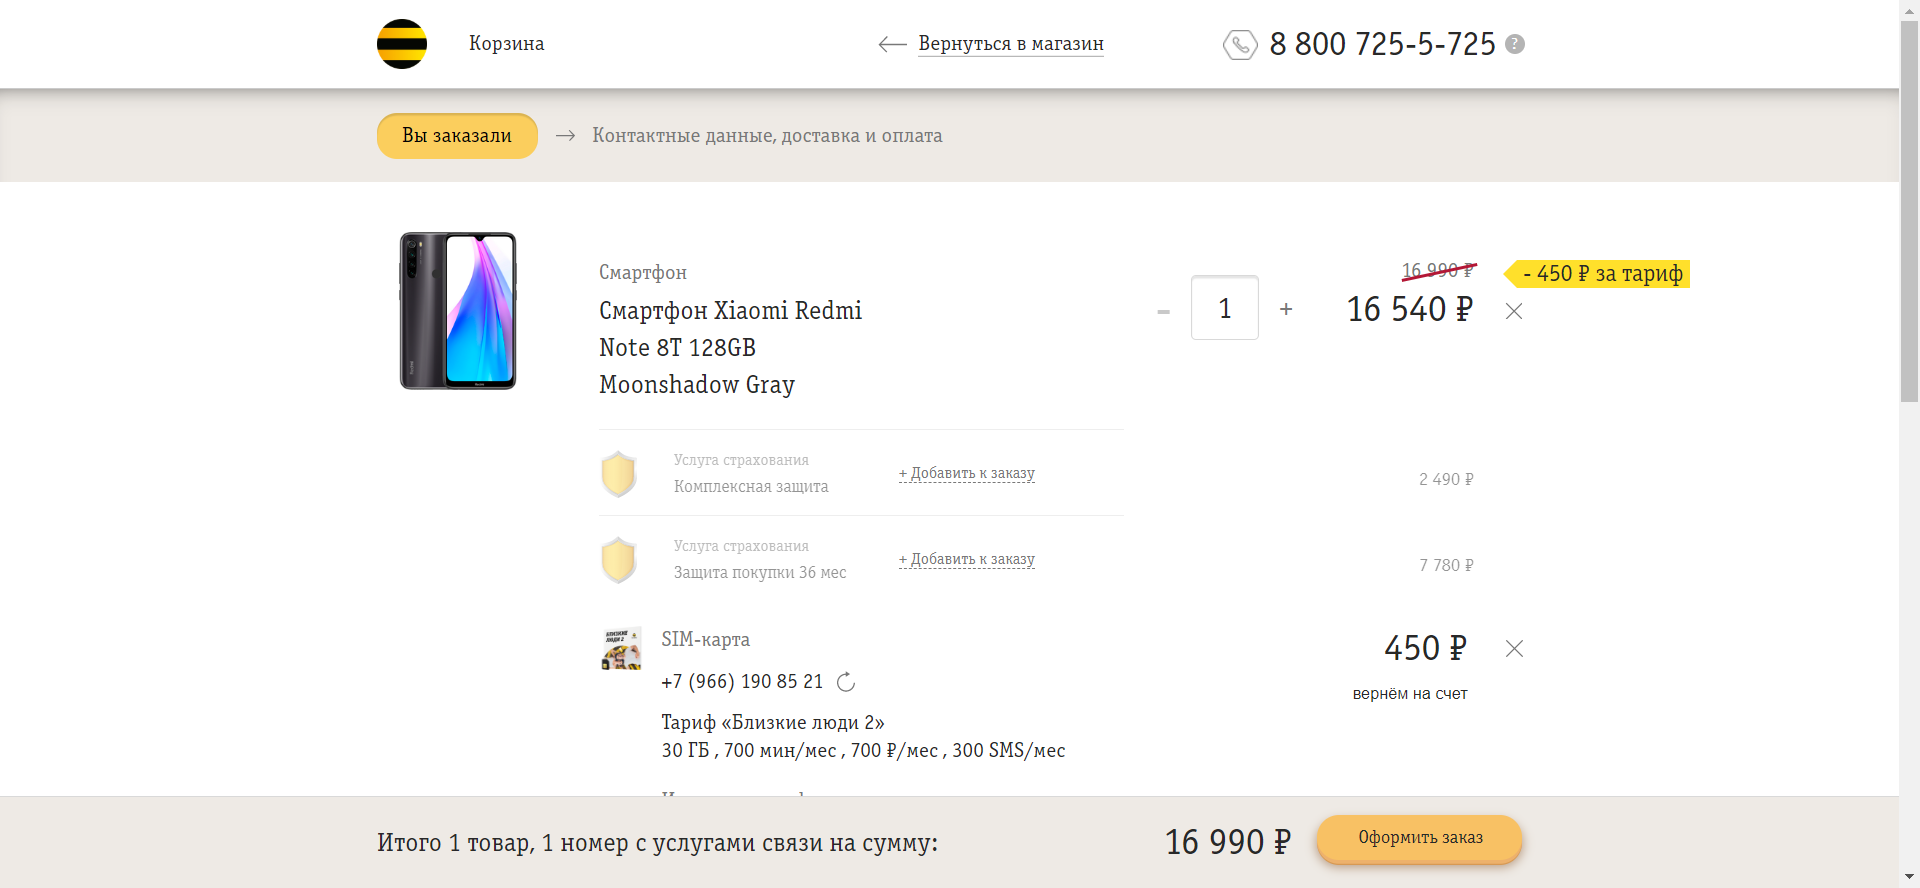 Корзина
Вернуться в магазин
8 800 725-5-725 ?
Вы заказали
Контактные данные, доставка и оплата
Смартфон
Смартфон Xiaomi Redmi
Note 8T 128GB
Moonshadow Gray
- 1 +
16 990 ₽
- 450 ₽ за тариф
16 540 ₽
Услуга страхования
Комплексная защита
+ Добавить к заказу
2 490 ₽
Услуга страхования
Защита покупки 36 мес
+ Добавить к заказу
7 780 ₽
БЛИЗКИЕ
ЛЮДИ 2
SIM-карта
450 ₽
+7 (966) 190 85 21
вернём на счет
Тариф «Близкие люди 2»
30 ГБ , 700 мин/мес , 700 ₽/мес , 300 SMS/мес
Итого 1 товар, 1 номер с услугами связи на сумму:
16 990 ₽
Оформить заказ